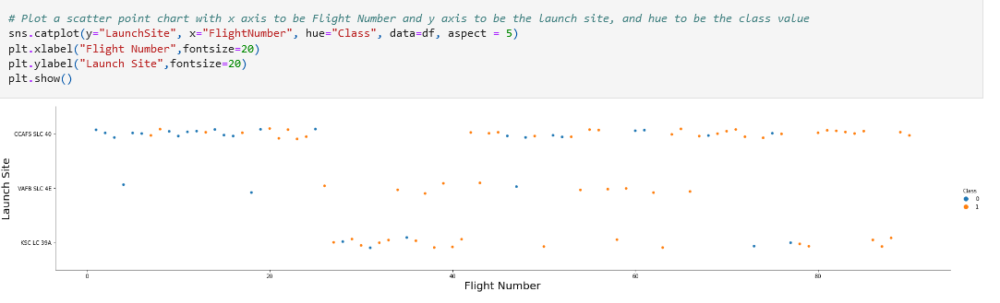 # Plot a scatter point chart with x axis to be Flight Number and y axis to be the launch site, and hue to be the class value
sns.catplot(y="LaunchSite", x="FlightNumber", hue="Class", data=df, aspect = 5)
plt.xlabel("Flight Number",fontsize=20)
plt.ylabel("Launch Site",fontsize=20)
plt.show()
CCAFS SLC 40
VAFB SLC 4E
KSC LC 39A
Launch Site
0 20 40 60 80
Flight Number
Class
0
1